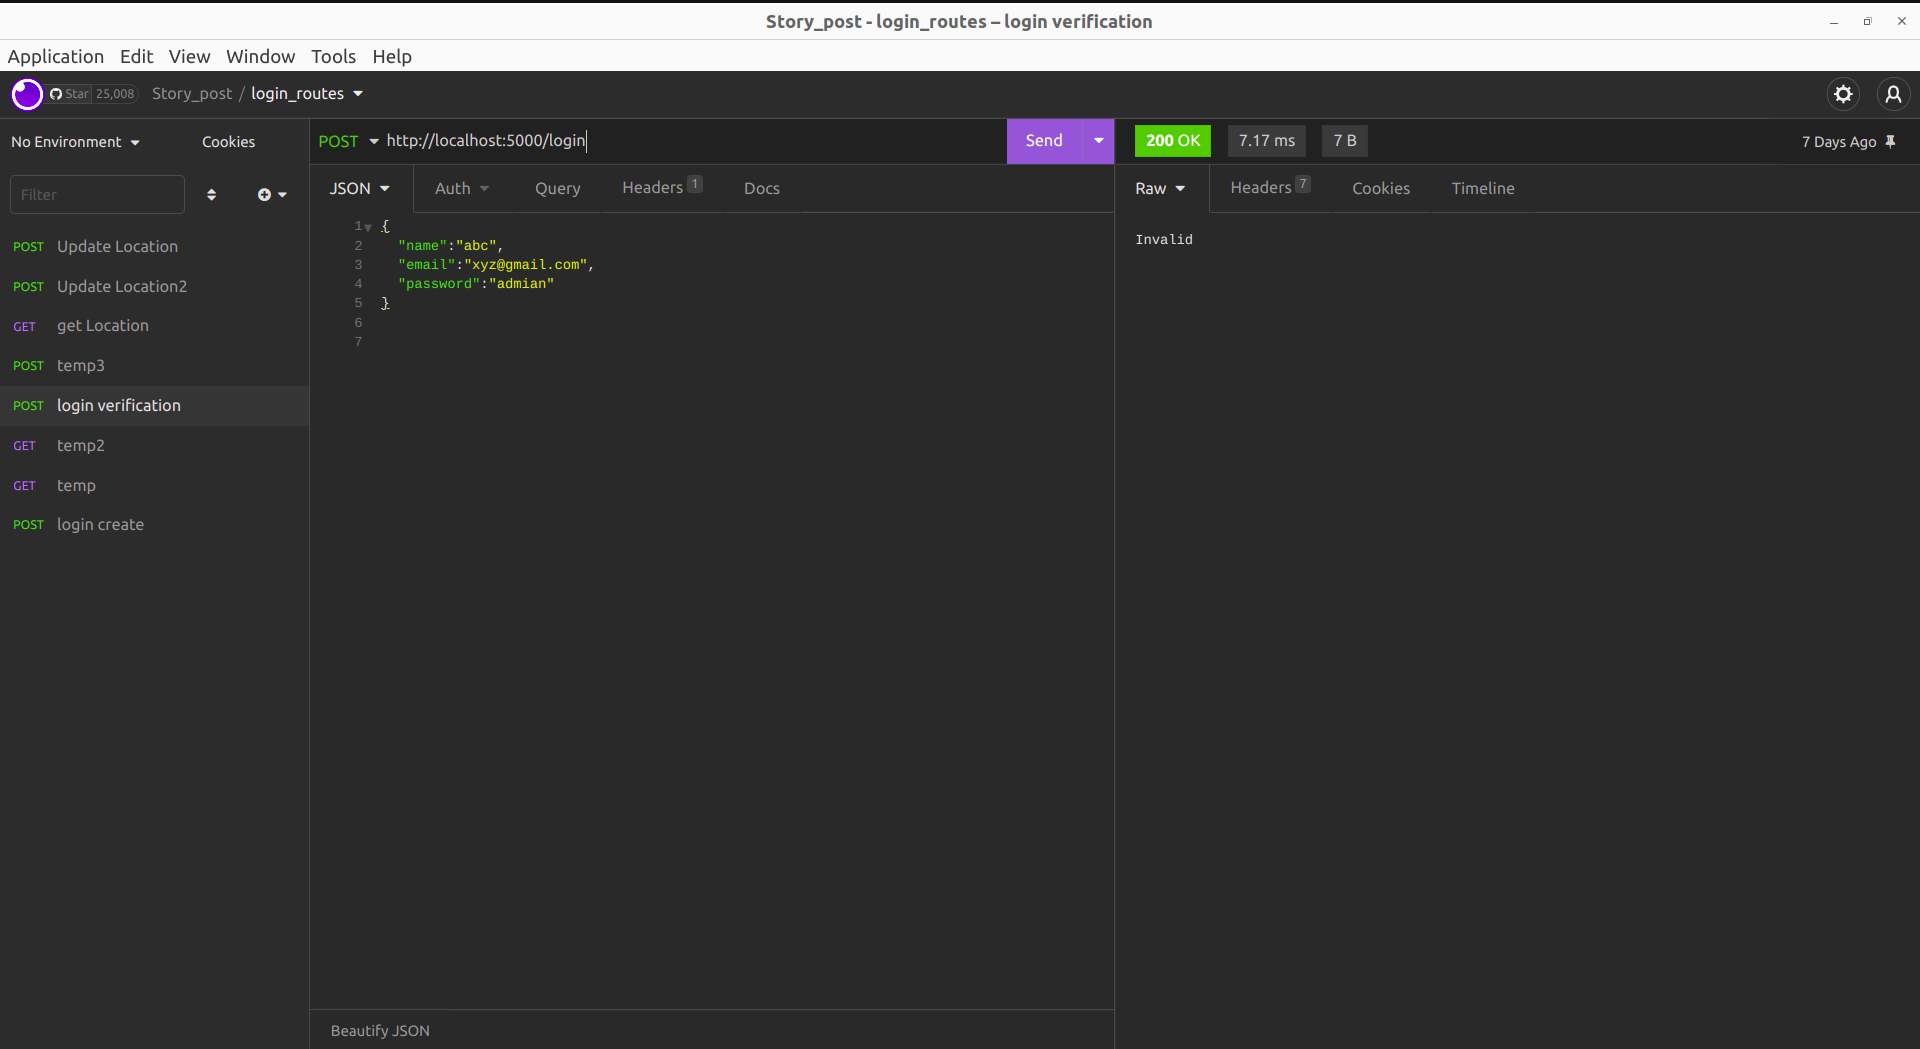 Story_post - login_routes – login verification
Application Edit View Window Tools Help
Star 25,008 Story_post / login_routes
No Environment Cookies
Filter
POST Update Location
POST Update Location2
GET get Location
POST temp3
POST login verification
GET temp2
GET temp
POST login create
POST http://localhost:5000/login Send
JSON Auth Query Headers 1 Docs
1 {
2 "name":"abc",
3 "email":"xyz@gmail.com",
4 "password":"admian"
5 }
6
7
Beautify JSON
200 OK 7.17 ms 7 B 7 Days Ago
Raw Headers 7 Cookies Timeline
Invalid